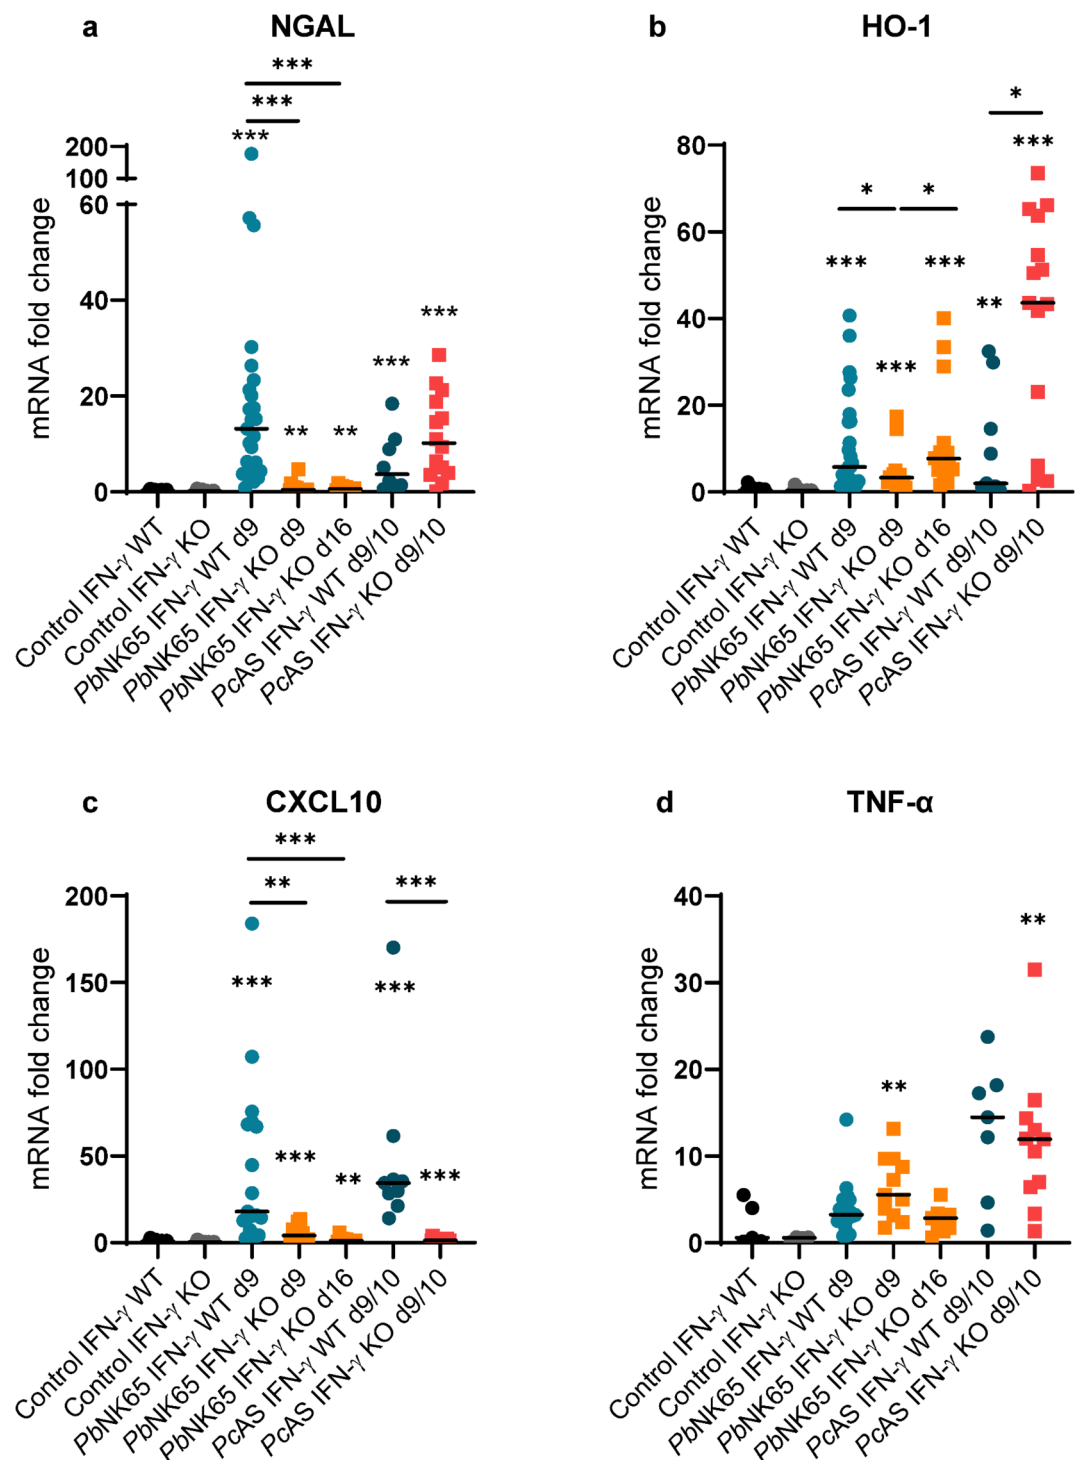 a NGAL
***
***
***
200
100
60
40
20
0
mRNA fold change
**
**
***
***
Control IFN-γ WT
Control IFN-γ KO
PbNK65 IFN-γ WT d9
PbNK65 IFN-γ KO d9
PbNK65 IFN-γ KO d16
PcAS IFN-γ WT d9/10
PcAS IFN-γ KO d9/10
b HO-1
*
***
80
60
40
20
0
mRNA fold change
*
*
***
***
***
**
Control IFN-γ WT
Control IFN-γ KO
PbNK65 IFN-γ WT d9
PbNK65 IFN-γ KO d9
PbNK65 IFN-γ KO d16
PcAS IFN-γ WT d9/10
PcAS IFN-γ KO d9/10
c CXCL10
***
**
***
200
150
100
50
0
mRNA fold change
***
***
***
**
***
Control IFN-γ WT
Control IFN-γ KO
PbNK65 IFN-γ WT d9
PbNK65 IFN-γ KO d9
PbNK65 IFN-γ KO d16
PcAS IFN-γ WT d9/10
PcAS IFN-γ KO d9/10
d TNF-α
40
30
20
10
0
mRNA fold change
**
**
Control IFN-γ WT
Control IFN-γ KO
PbNK65 IFN-γ WT d9
PbNK65 IFN-γ KO d9
PbNK65 IFN-γ KO d16
PcAS IFN-γ WT d9/10
PcAS IFN-γ KO d9/10